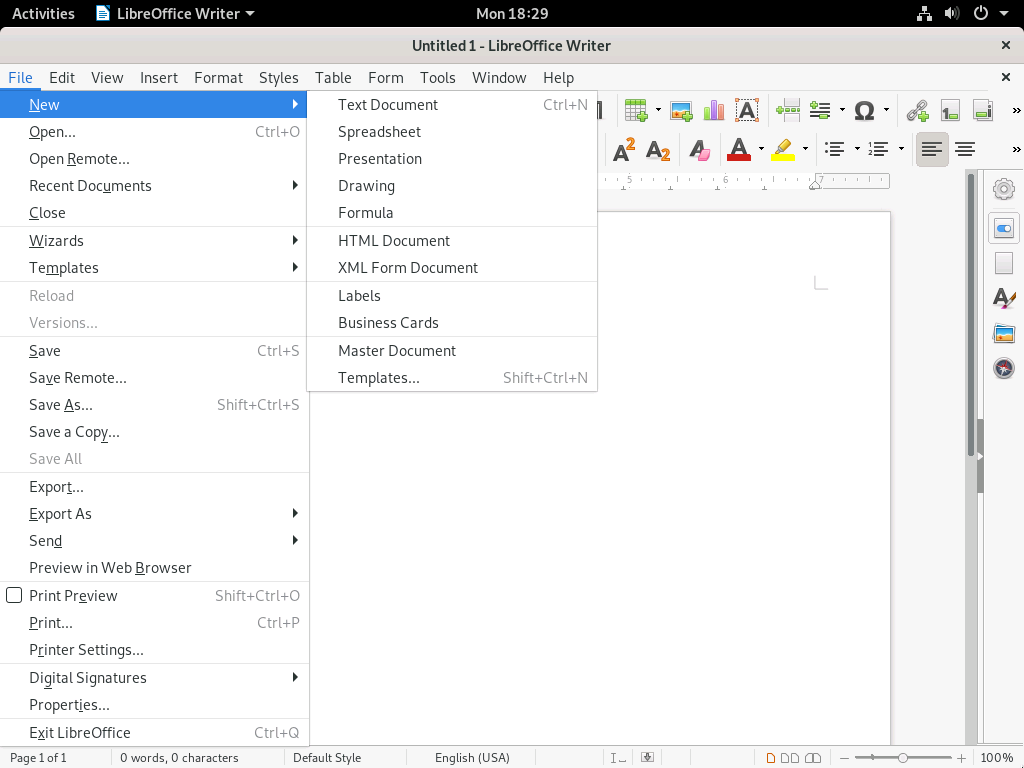 Activities LibreOffice Writer Mon 18:29
Untitled 1 - LibreOffice Writer
File Edit View Insert Format Styles Table Form Tools Window Help
New
Open... Ctrl+O
Open Remote...
Recent Documents
Close
Wizards
Templates
Reload
Versions...
Save Ctrl+S
Save Remote...
Save As... Shift+Ctrl+S
Save a Copy...
Save All
Export...
Export As
Send
Preview in Web Browser
Print Preview Shift+Ctrl+O
Print... Ctrl+P
Printer Settings...
Digital Signatures
Properties...
Exit LibreOffice Ctrl+Q
Text Document Ctrl+N
Spreadsheet
Presentation
Drawing
Formula
HTML Document
XML Form Document
Labels
Business Cards
Master Document
Templates... Shift+Ctrl+N
5 6 7
Page 1 of 1 0 words, 0 characters Default Style English (USA) 100%